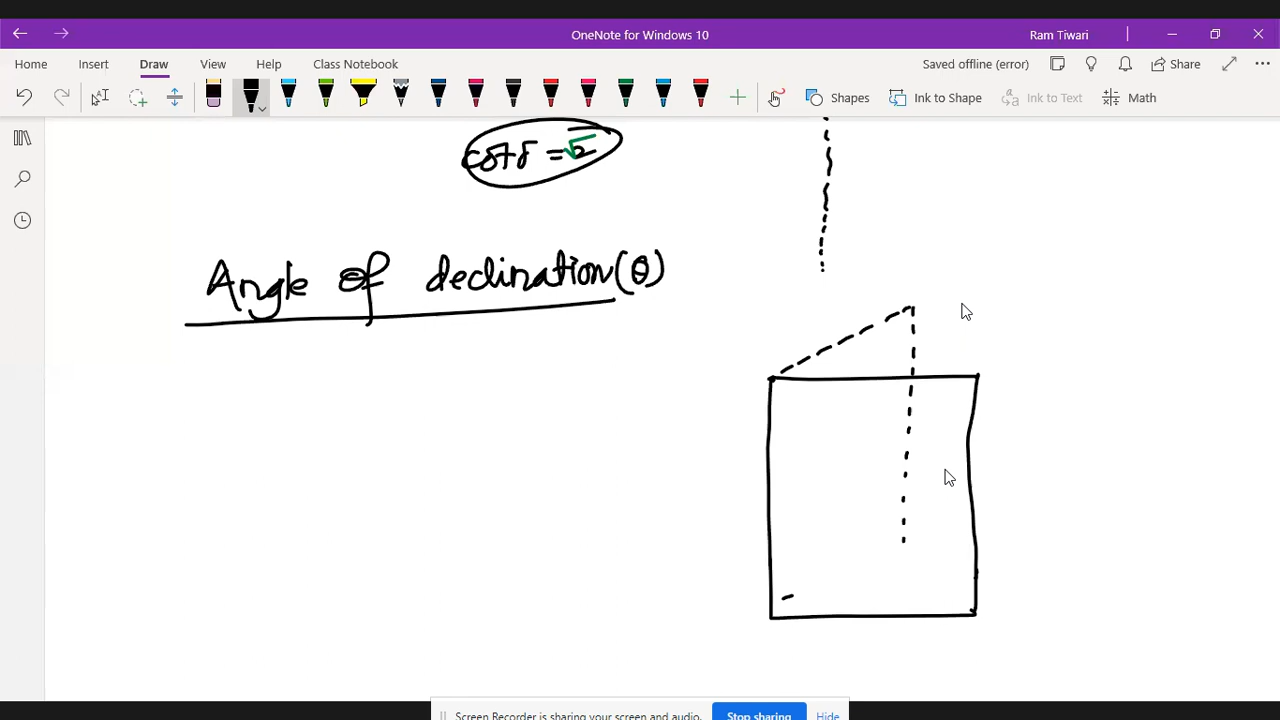 OneNote for Windows 10
Ram Tiwari
Home Insert Draw View Help Class Notebook
Saved offline (error) Share
Shapes Ink to Shape Ink to Text Math
cot δ = √2
Angle of declination(θ)
Screen Recorder is sharing your screen and audio. Stop sharing Hide